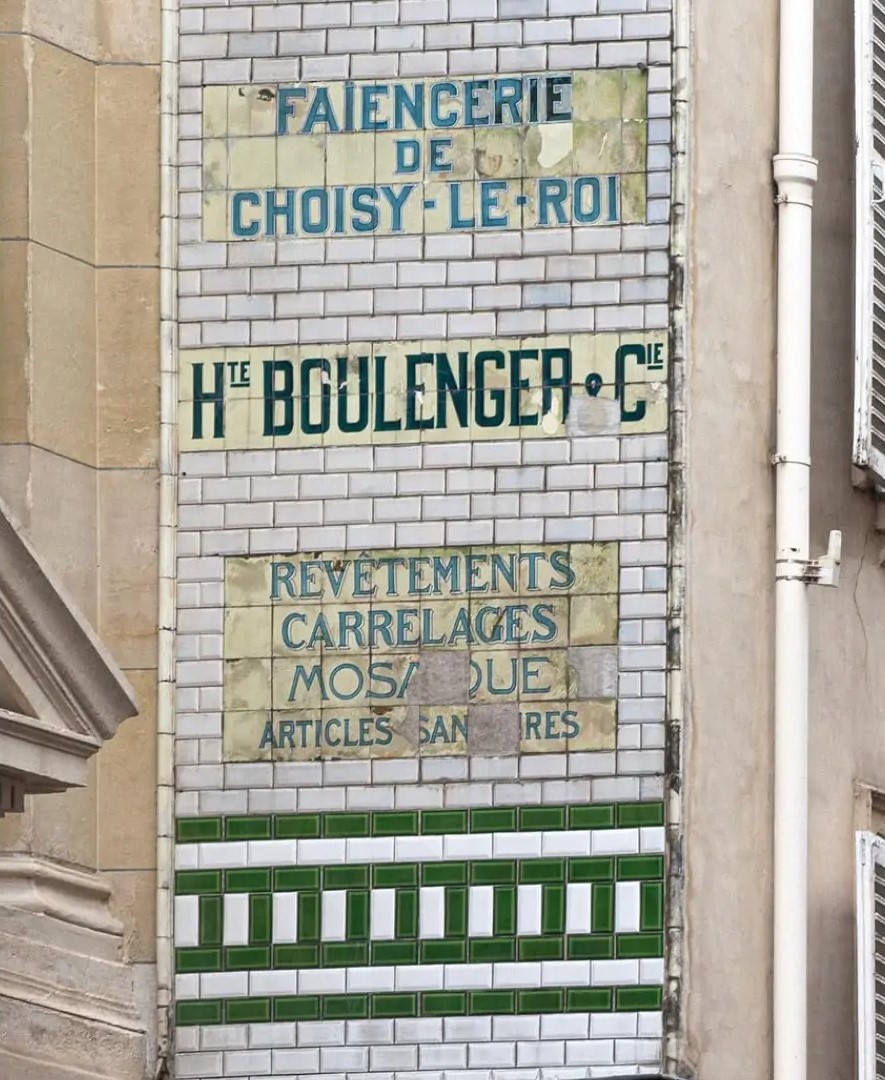 FAÏENCERIE
DE
CHOISY-LE-ROI
HTE BOULENGER & CIE
REVÊTEMENTS
CARRELAGES
ARTICLES